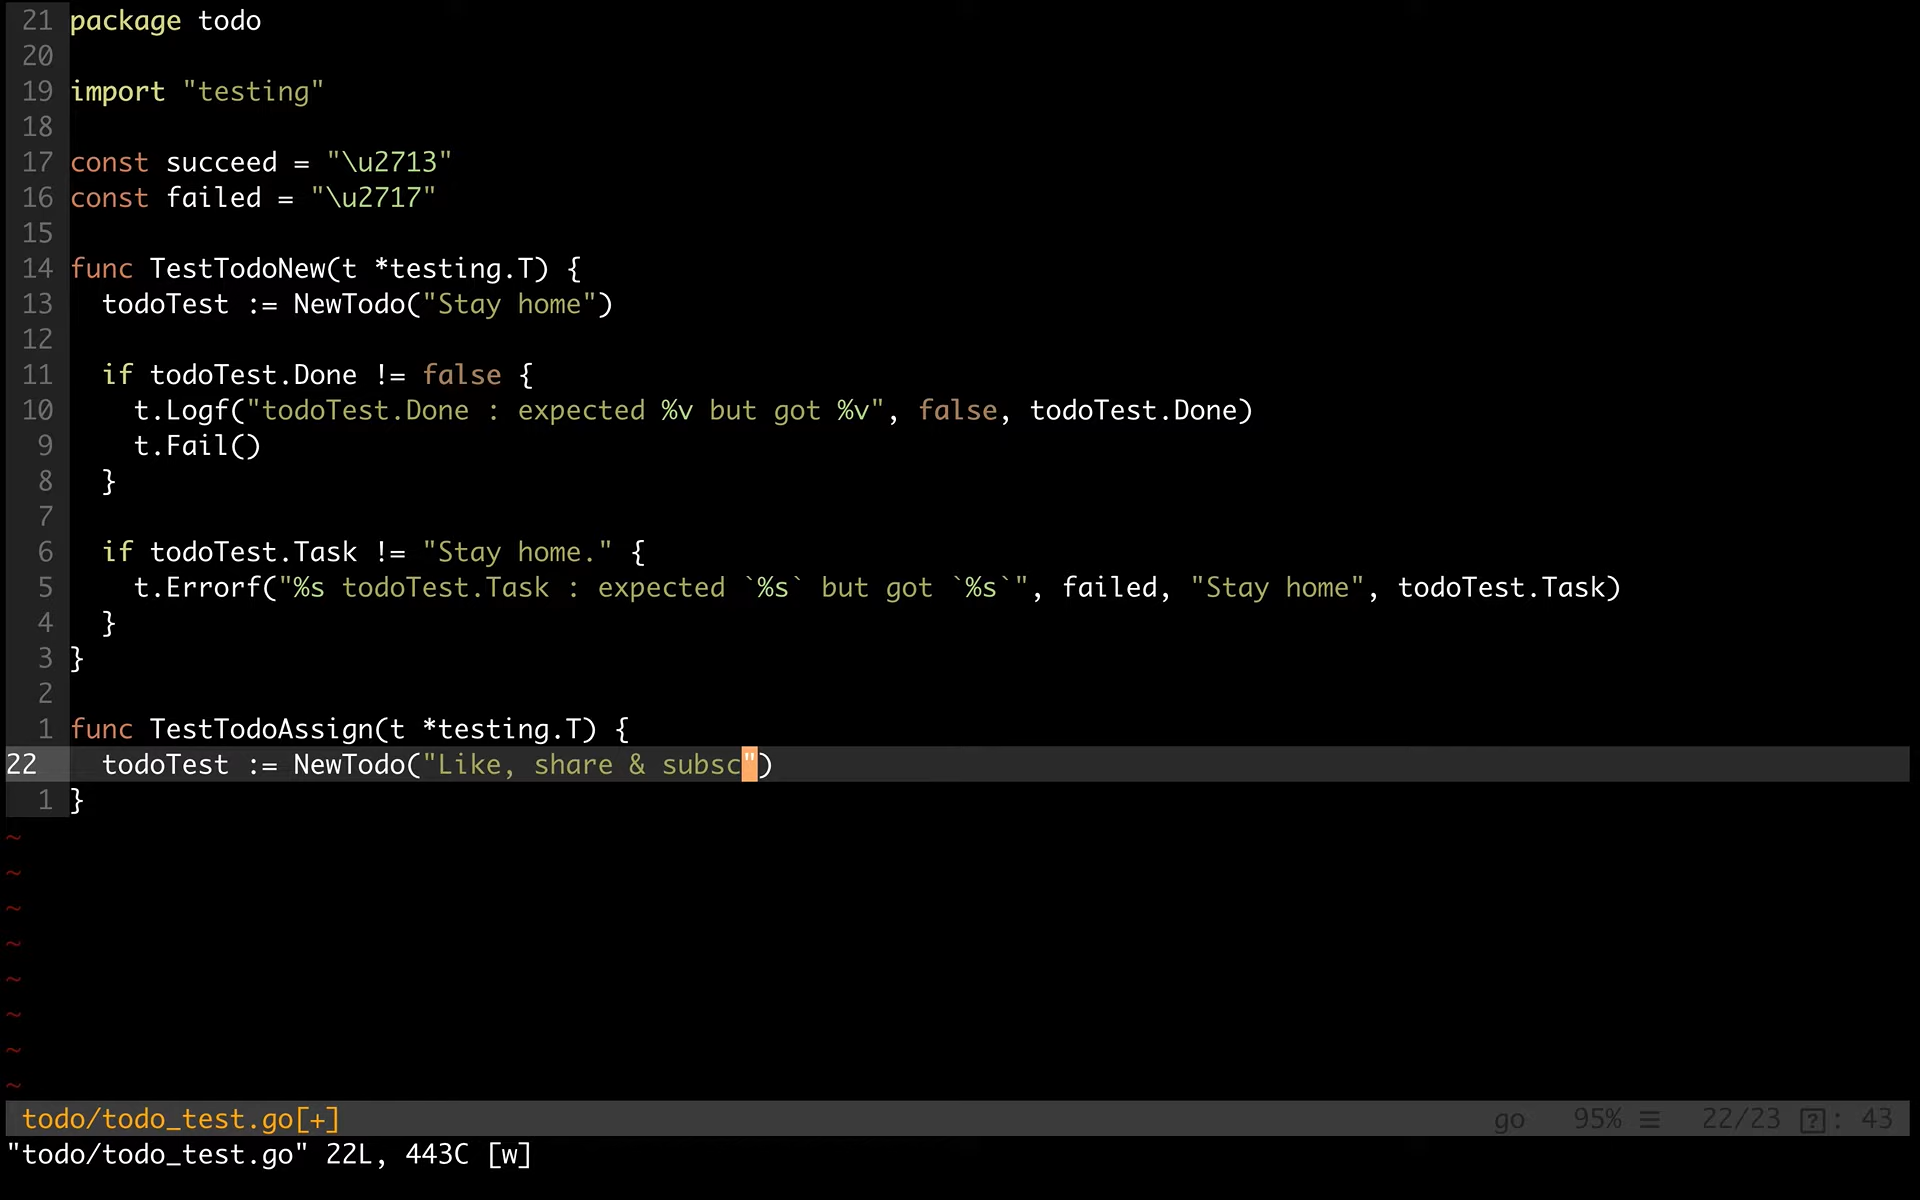 21 package todo
20
19 import "testing"
18
17 const succeed = "\u2713"
16 const failed = "\u2717"
15
14 func TestTodoNew(t *testing.T) {
13   todoTest := NewTodo("Stay home")
12
11   if todoTest.Done != false {
10     t.Logf("todoTest.Done : expected %v but got %v", false, todoTest.Done)
9     t.Fail()
8   }
7
6   if todoTest.Task != "Stay home." {
5     t.Errorf("%s todoTest.Task : expected `%s` but got `%s`", failed, "Stay home", todoTest.Task)
4   }
3 }
2
1 func TestTodoAssign(t *testing.T) {
22   todoTest := NewTodo("Like, share & subsc")
1 }
~
~
~
~
~
~
~
~
todo/todo_test.go[+] go 95% ☰ 22/23 [?]: 43
"todo/todo_test.go" 22L, 443C [w]